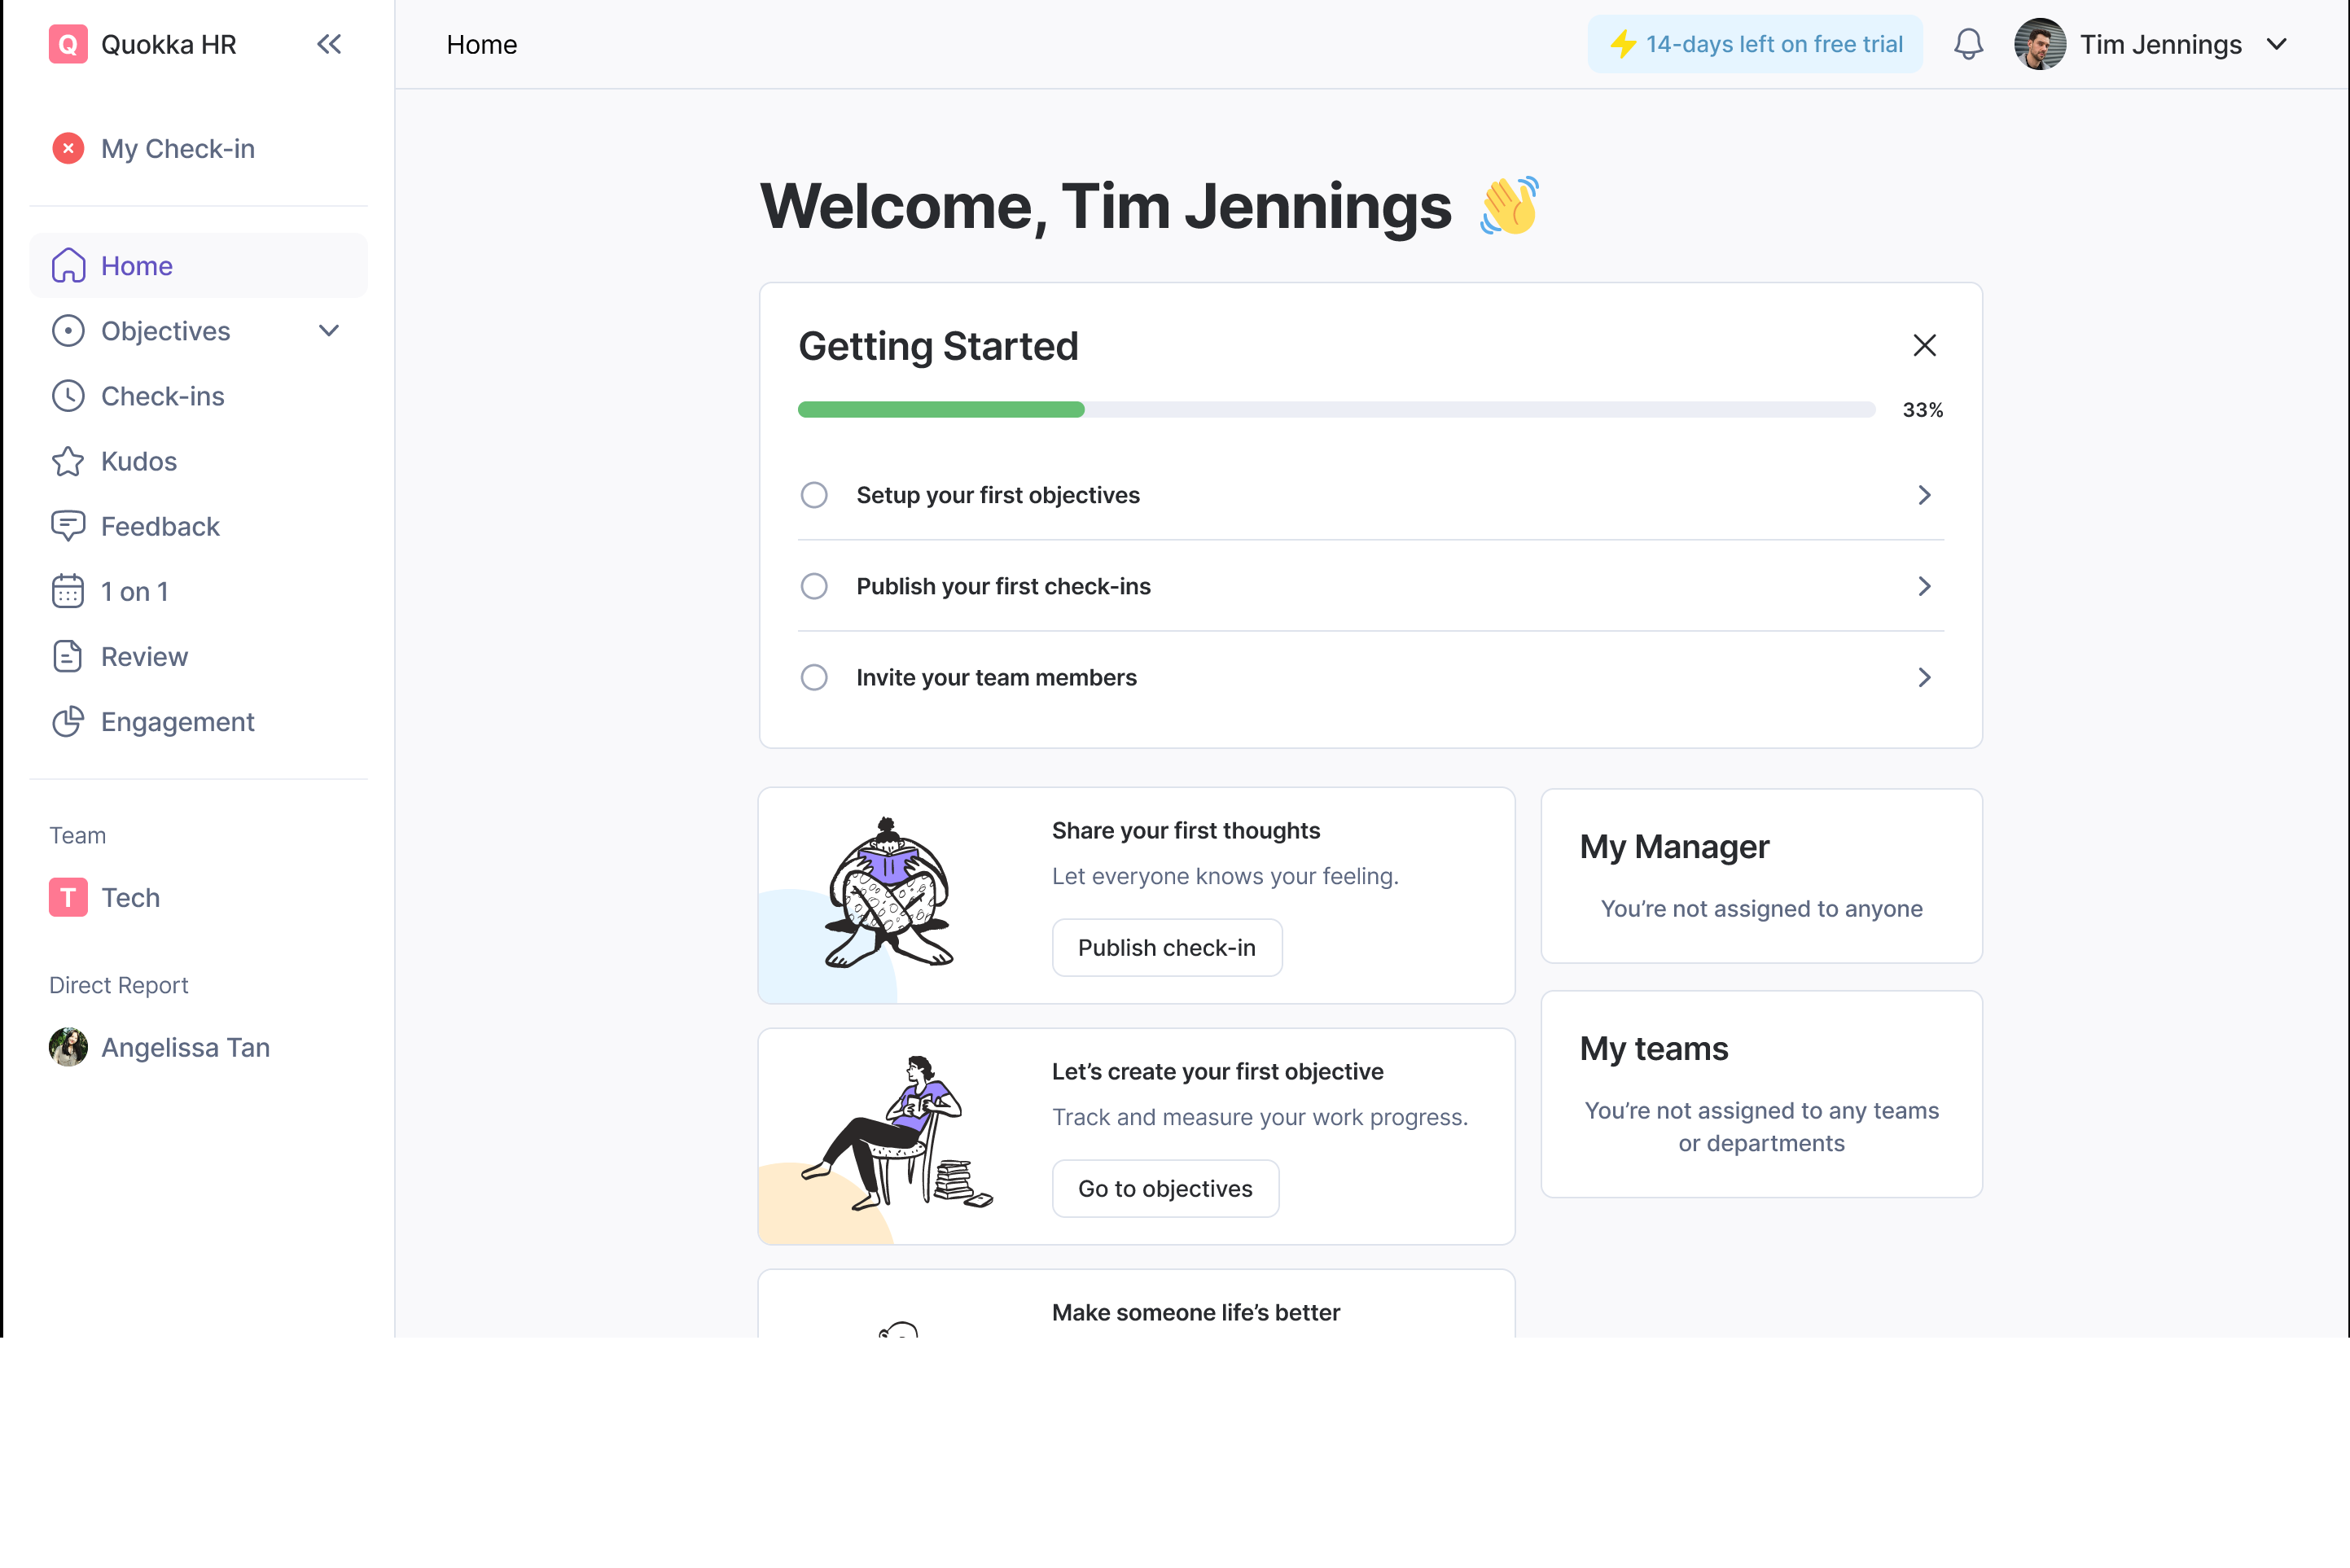 Q Quokka HR
My Check-in
Home
Objectives
Check-ins
Kudos
Feedback
1 on 1
Review
Engagement
Team
T Tech
Direct Report
Angelissa Tan
Home
14-days left on free trial
Tim Jennings
Welcome, Tim Jennings 👋
Getting Started
33%
Setup your first objectives
Publish your first check-ins
Invite your team members
Share your first thoughts
Let everyone knows your feeling.
Publish check-in
Let’s create your first objective
Track and measure your work progress.
Go to objectives
Make someone life’s better
My Manager
You’re not assigned to anyone
My teams
You’re not assigned to any teams
or departments